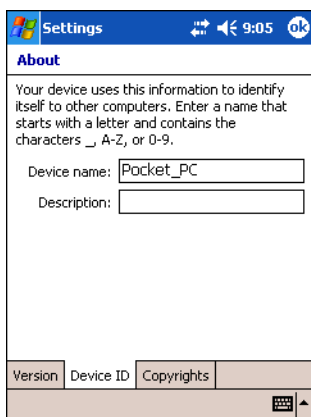 Settings 9:05 ok
About
Your device uses this information to identify
itself to other computers. Enter a name that
starts with a letter and contains the
characters _, A-Z, or 0-9.
Device name: Pocket_PC
Description:
Version Device ID Copyrights